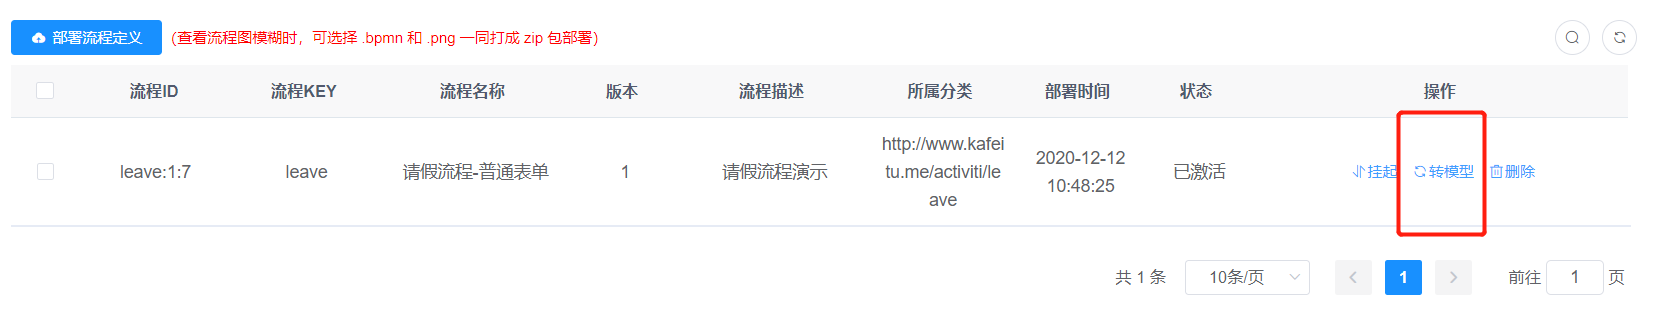 部署流程定义 (查看流程图模糊时，可选择 .bpmn 和 .png 一同打成 zip 包部署)
流程ID 流程KEY 流程名称 版本 流程描述 所属分类 部署时间 状态 操作
leave:1:7 leave 请假流程-普通表单 1 请假流程演示 http://www.kafei
tu.me/activiti/le
ave 2020-12-12
10:48:25 已激活 挂起 转模型 删除
共 1 条 10条/页 1 前往 1 页